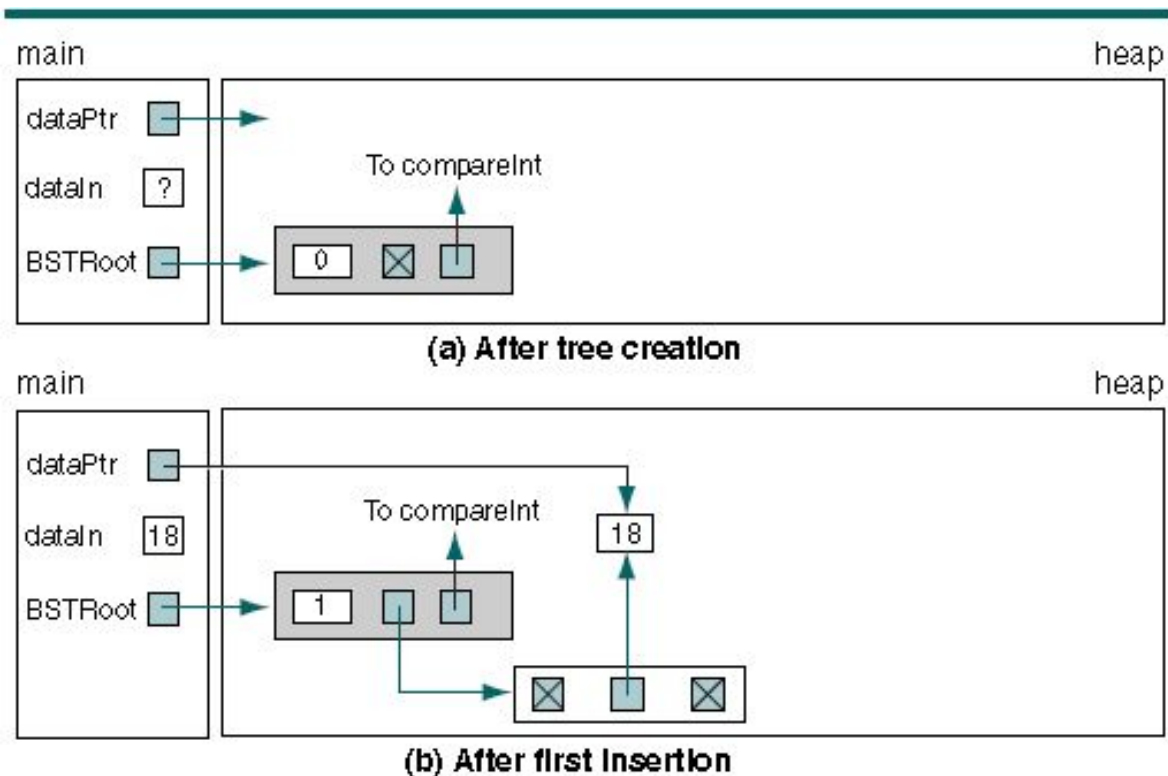 main heap
dataPtr
To compareInt
dataIn ?
BSTRoot 0
(a) After tree creation
main heap
dataPtr
To compareInt
18
dataIn 18
BSTRoot 1
(b) After first Insertion